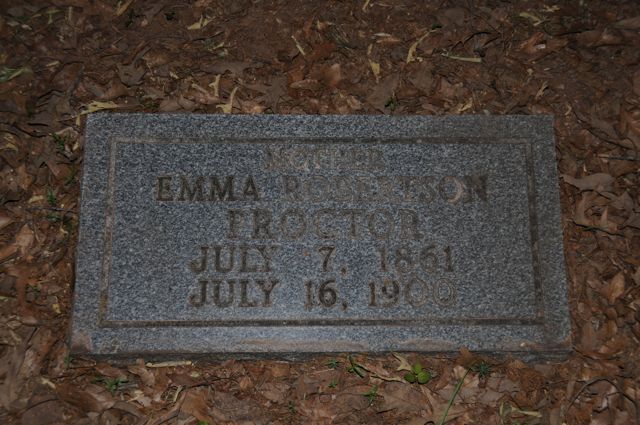 MOTHER
EMMA ROBERTSON
PROCTOR
JULY 7, 1861
JULY 16, 1900